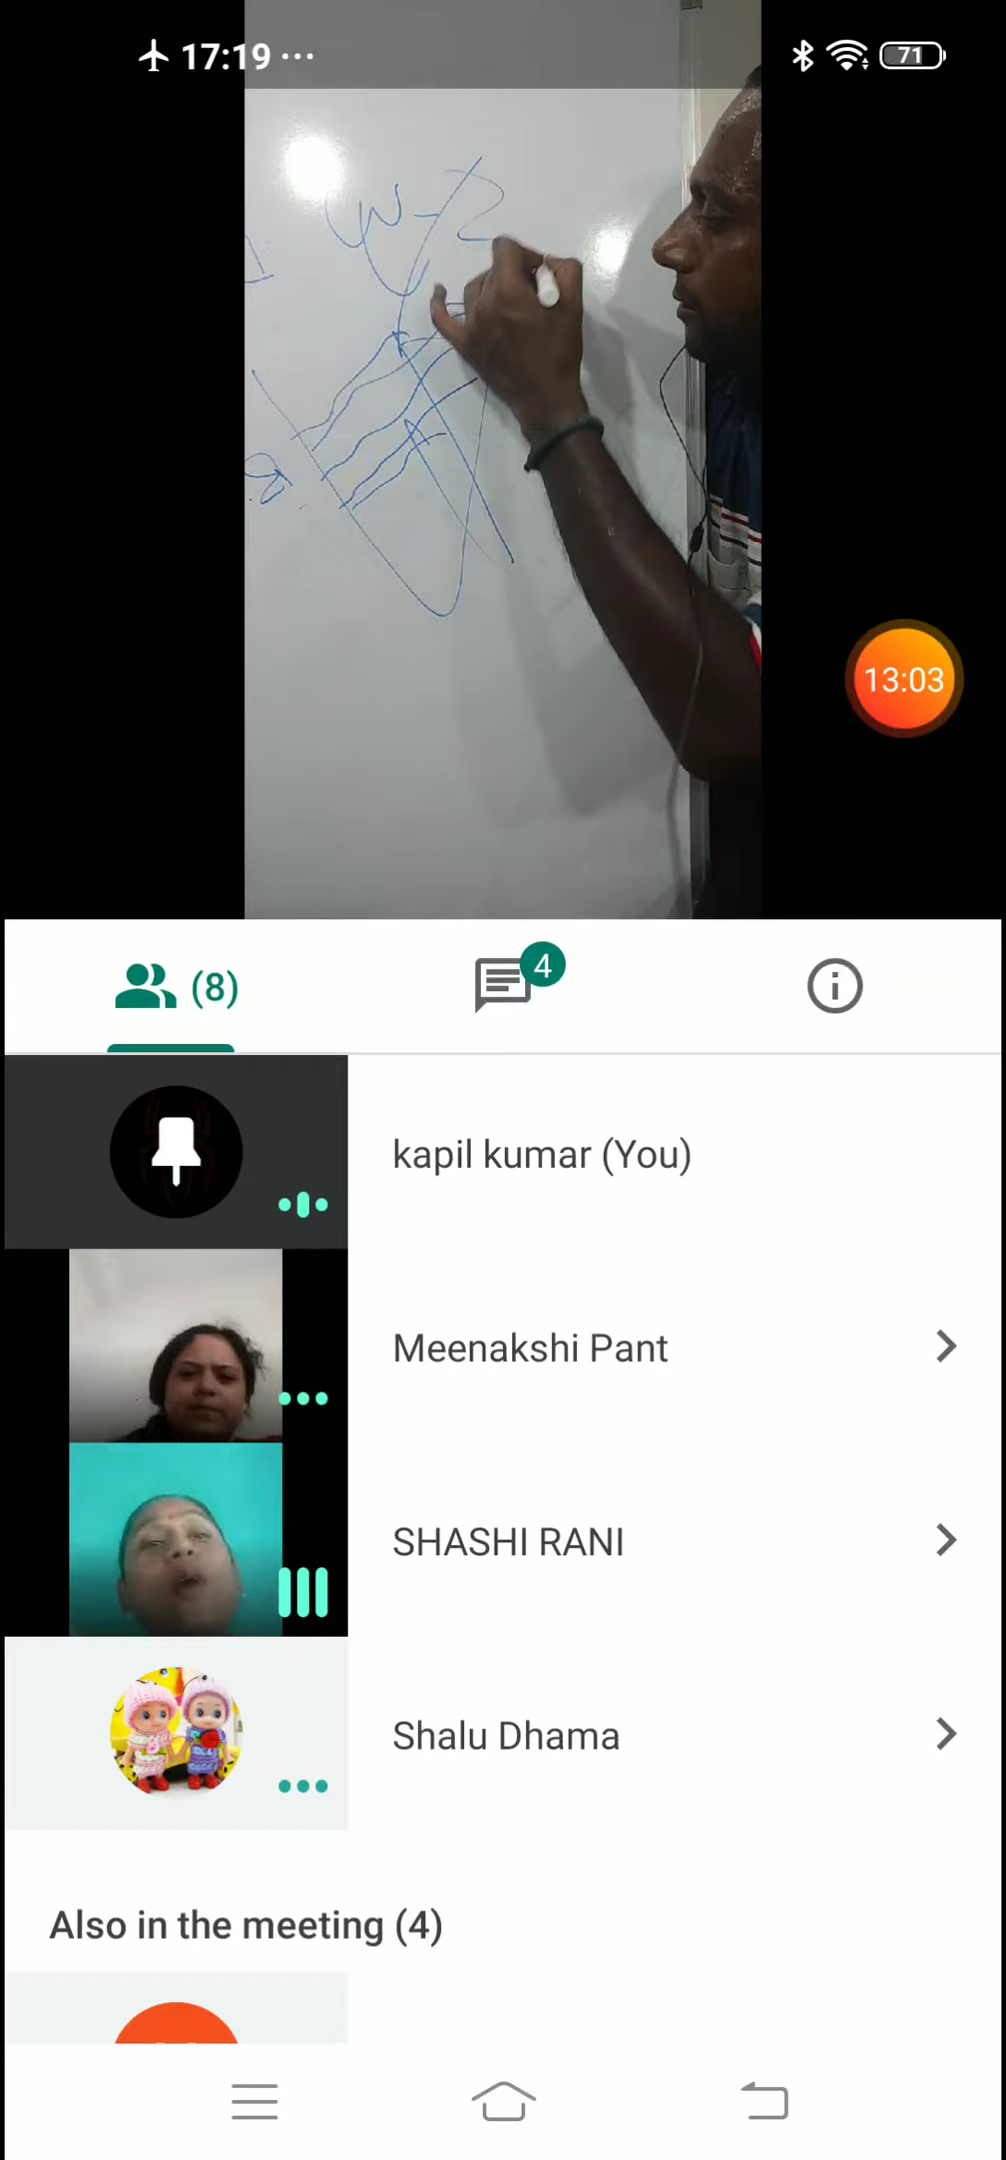 17:19 ...
71
13:03
(8)
4
kapil kumar (You)
Meenakshi Pant
SHASHI RANI
Shalu Dhama
Also in the meeting (4)